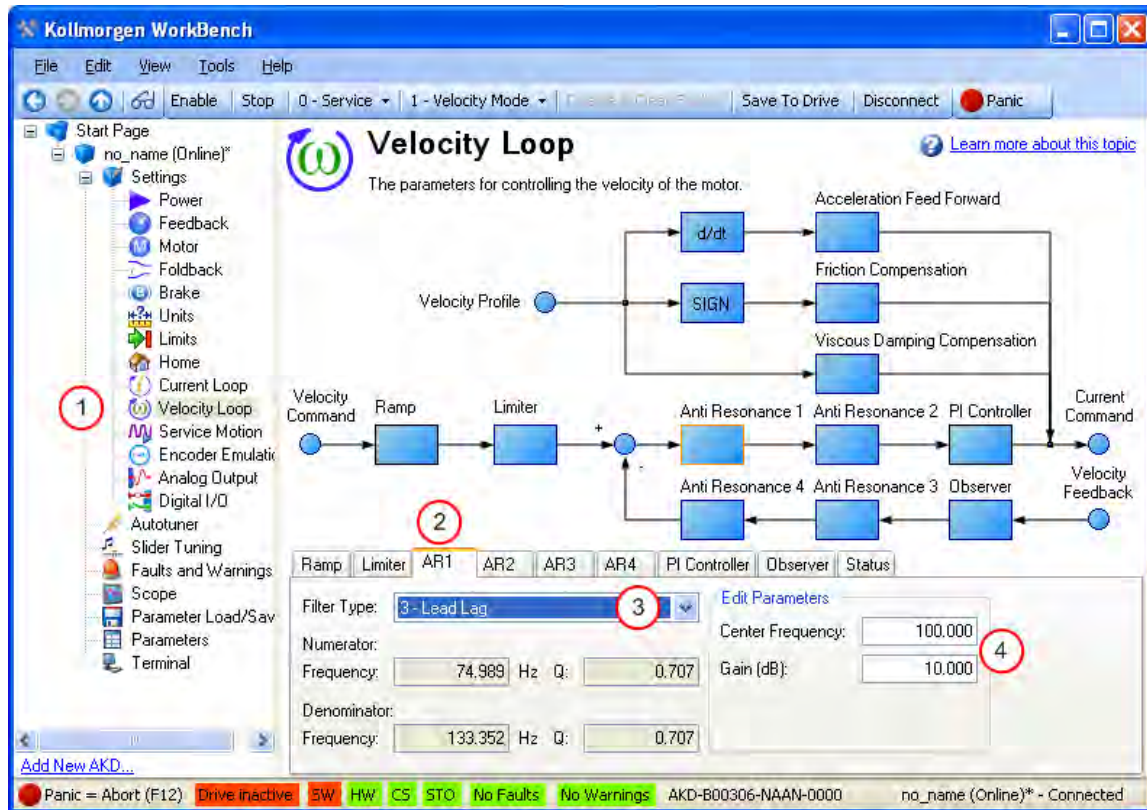 Kollmorgen WorkBench
File Edit View Tools Help
Enable Stop 0 - Service 1 - Velocity Mode Save To Drive Disconnect Panic
Start Page
no_name (Online)*
Settings
Power
Feedback
Motor
Foldback
Brake
Units
Limits
Home
Current Loop
1
Velocity Loop
Service Motion
Encoder Emulatio
Analog Output
Digital I/O
Autotuner
Slider Tuning
Faults and Warnings
Scope
Parameter Load/Sav
Parameters
Terminal
Add New AKD...
Velocity Loop
Learn more about this topic
The parameters for controlling the velocity of the motor.
Acceleration Feed Forward
d/dt
Friction Compensation
Velocity Profile
SIGN
Viscous Damping Compensation
Velocity Command
Ramp
Limiter
+
-
Anti Resonance 1
Anti Resonance 2
PI Controller
Current Command
Anti Resonance 4
Anti Resonance 3
Observer
Velocity Feedback
2
Ramp Limiter AR1 AR2 AR3 AR4 PI Controller Observer Status
Filter Type: 3 - Lead Lag 3
Numerator:
Frequency: 74.989 Hz Q: 0.707
Denominator:
Frequency: 133.352 Hz Q: 0.707
Edit Parameters
Center Frequency: 100.000
Gain (dB): 10.000
4
Panic = Abort (F12) Drive inactive SW HW CS STO No Faults No Warnings AKD-B00306-NAAN-0000 no_name (Online)* - Connected